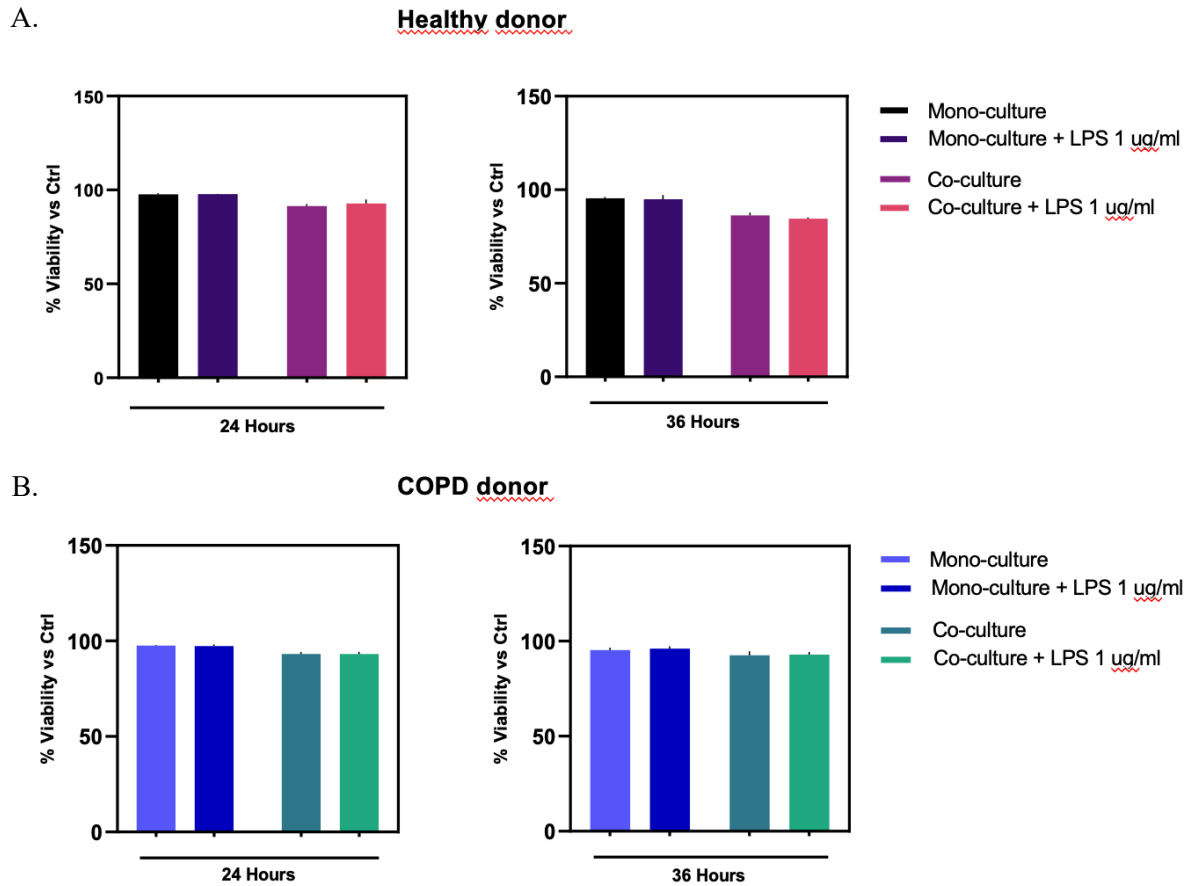 A.
Healthy donor
150
100
50
0
% Viability vs Ctrl
24 Hours
150
100
50
0
% Viability vs Ctrl
36 Hours
Mono-culture
Mono-culture + LPS 1 ug/ml
Co-culture
Co-culture + LPS 1 ug/ml
B.
COPD donor
150
100
50
0
% Viability vs Ctrl
24 Hours
150
100
50
0
% Viability vs Ctrl
36 Hours
Mono-culture
Mono-culture + LPS 1 ug/ml
Co-culture
Co-culture + LPS 1 ug/ml